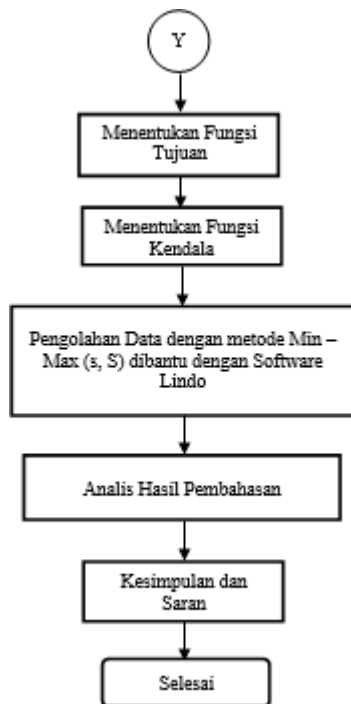 Y
Menentukan Fungsi
Tujuan
Menentukan Fungsi
Kendala
Pengolahan Data dengan metode Min –
Max (s, S) dibantu dengan Software
Lindo
Analis Hasil Pembahasan
Kesimpulan dan
Saran
Selesai